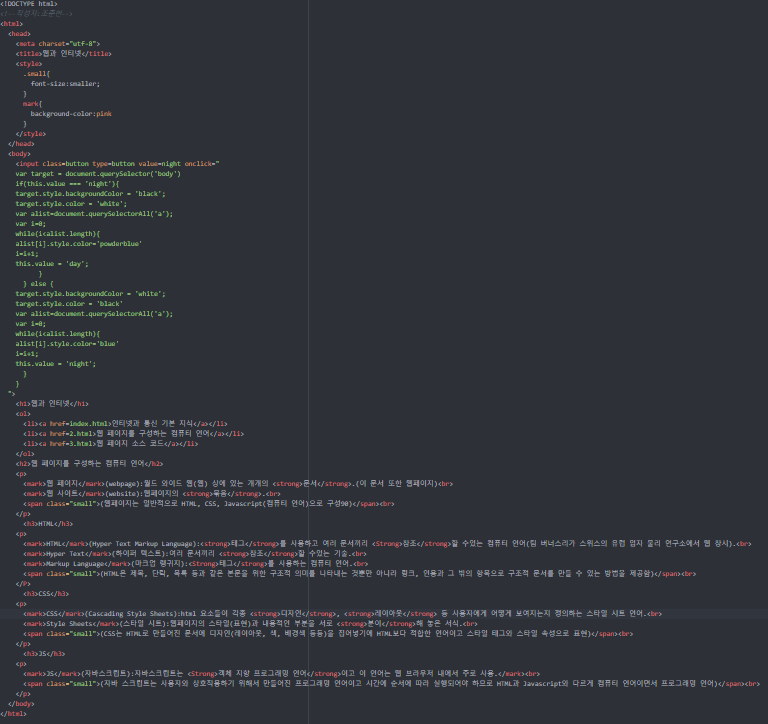 <!DOCTYPE html>
<html>
<head>
<meta charset="utf-8">
<title>웹과 인터넷</title>
<style>
.small{
font-size:smaller;
}
mark{
background-color:pink
}
</style>
</head>
<body>
<input class=button type=button value=night onclick="
var target = document.querySelector('body')
if(this.value === 'night'){
target.style.backgroundColor = 'black';
target.style.color = 'white';
var alist=document.querySelectorAll('a');
var i=0;
while(i<alist.length){
alist[i].style.color='powderblue'
i=i+1;
this.value = 'day';
}
} else {
target.style.backgroundColor = 'white';
target.style.color = 'black'
var alist=document.querySelectorAll('a');
var i=0;
while(i<alist.length){
alist[i].style.color='blue'
i=i+1;
this.value = 'night';
}
}
">
<h1>웹과 인터넷</h1>
<ol>
<li><a href=index.html>인터넷과 통신 기본 지식</a></li>
<li><a href=2.html>웹 페이지를 구성하는 컴퓨터 언어</a></li>
<li><a href=3.html>웹 페이지 소스 코드</a></li>
</ol>
<h2>웹 페이지를 구성하는 컴퓨터 언어</h2>
<p>
<mark>웹 페이지</mark>(webpage):월드 와이드 웹(웹) 상에 있는 개개의 <strong>문서</strong>.(이 문서 또한 웹페이지)<br>
<mark>웹 사이트</mark>(website):웹페이지의 <strong>묶음</strong>.<br>
<span class="small">(웹페이지는 일반적으로 HTML, CSS, Javascript(컴퓨터 언어)으로 구성90)</span><br>
</p>
<h3>HTML</h3>
<p>
<mark>HTML</mark>(Hyper Text Markup Language):<strong>태그</strong>를 사용하고 여러 문서끼리 <Strong>참조</strong>할 수있는 컴퓨터 언어(팀 버너스리가 스위스의 유럽 입자 물리 연구소에서 웹 창시).<br>
<mark>Hyper Text</mark>(하이퍼 텍스트):여러 문서끼리 <strong>참조</strong>할 수있는 기술.<br>
<mark>Markup Language</mark>(마크업 랭귀지):<strong>태그</strong>를 사용하는 컴퓨터 언어.<br>
<span class="small">(HTML은 제목, 단락, 목록 등과 같은 본문을 위한 구조적 의미를 나타내는 것뿐만 아니라 링크, 인용과 그 밖의 항목으로 구조적 문서를 만들 수 있는 방법을 제공함)</span><br>
</P>
<h3>CSS</h3>
<p>
<mark>CSS</mark>(Cascading Style Sheets):html 요소들이 각종 <strong>디자인</strong>, <strong>레이아웃</strong> 등 사용자에게 어떻게 보여지는지 정의하는 스타일 시트 언어.<br>
<mark>Style Sheets</mark>(스타일 시트):웹페이지의 스타일(표현)과 내용적인 부분을 서로 <strong>분이</strong>해 놓은 서식.<br>
<span class="small">(CSS는 HTML로 만들어진 문서에 디자인(레이아웃, 색, 배경색 등등)을 집어넣기에 HTML보다 적합한 언어이고 스타일 태그와 스타일 속성으로 표현)</span><br>
</p>
<h3>JS</h3>
<p>
<mark>JS</mark>(자바스크립트):자바스크립트는 <Strong>객체 지향 프로그래밍 언어</strong>이고 이 언어는 웹 브라우저 내에서 주로 사용.</mark><br>
<span class="small">(자바 스크립트는 사용자와 상호작용하기 위해서 만들어진 프로그래밍 언어이고 시간에 순서에 따라 실행되어야 하므로 HTML과 Javascript와 다르게 컴퓨터 언어이면서 프로그래밍 언어)</span><br>
</p>
</body>
</html>